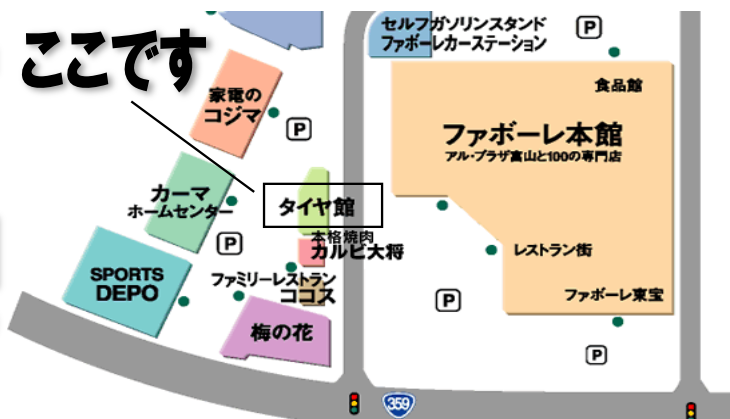 ここです
セルフガソリンスタンド
ファボーレカーステーション
P
食品館
家電の
コジマ
P
ファボーレ本館
アル・プラザ富山と100の専門店
カーマ
ホームセンター
タイヤ館
P
本格焼肉
カルビ大将
レストラン街
SPORTS
DEPO
ファミリーレストラン
ココス
ファボーレ東宝
P
梅の花
P
359